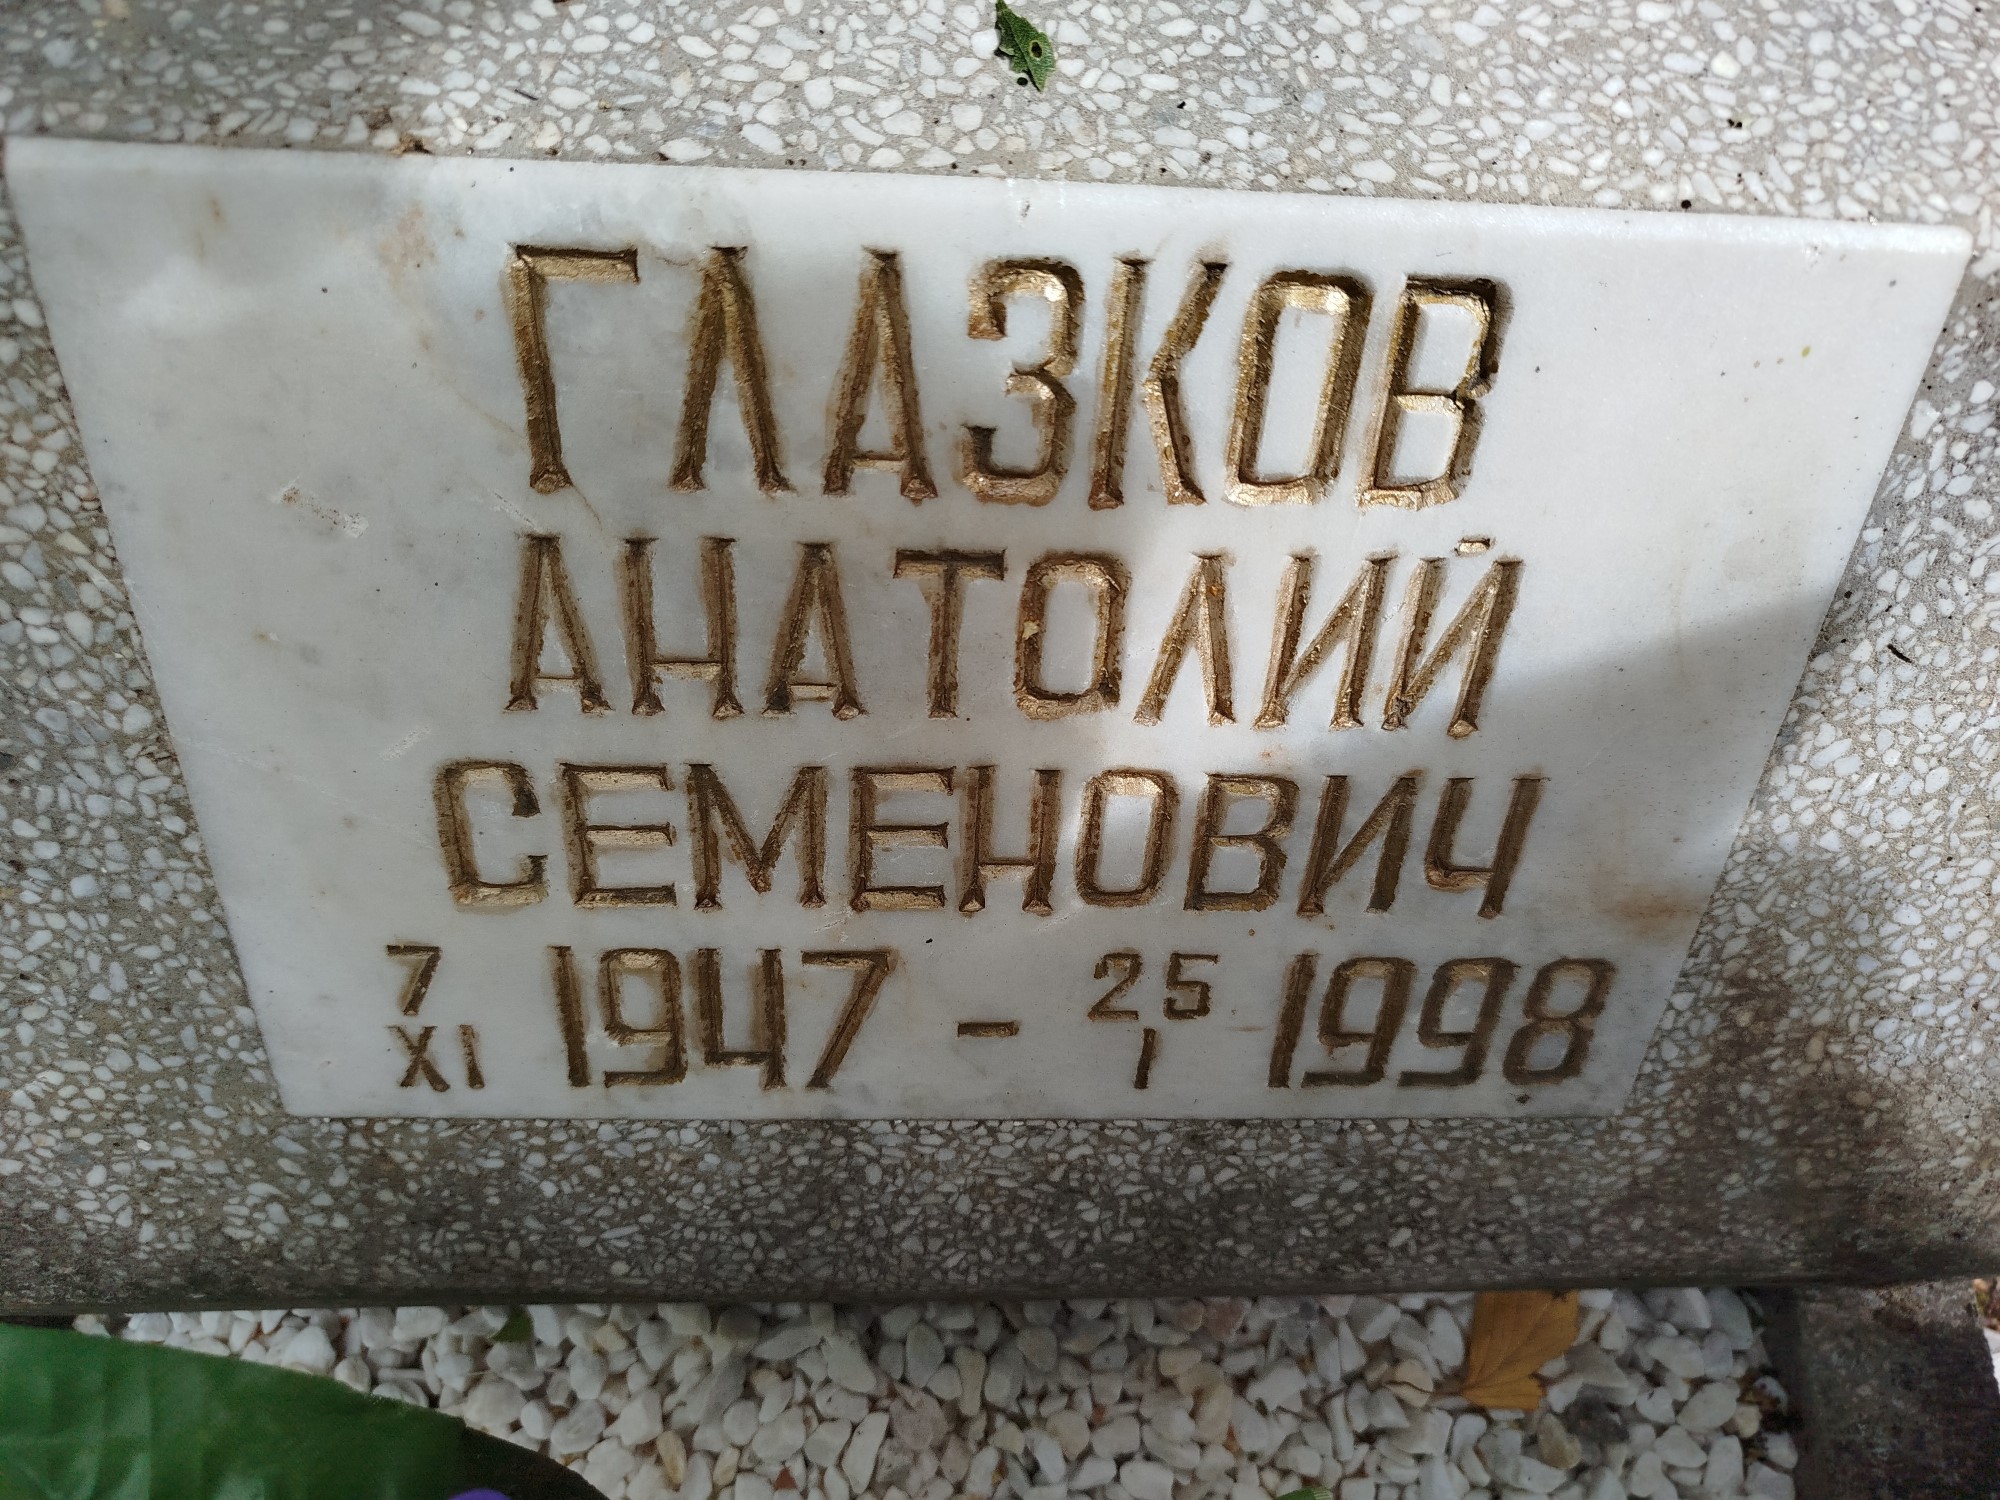 ГЛАЗКОВ
АНАТОЛИЙ
СЕМЕНОВИЧ
7 XI 1947 - 25 I 1998